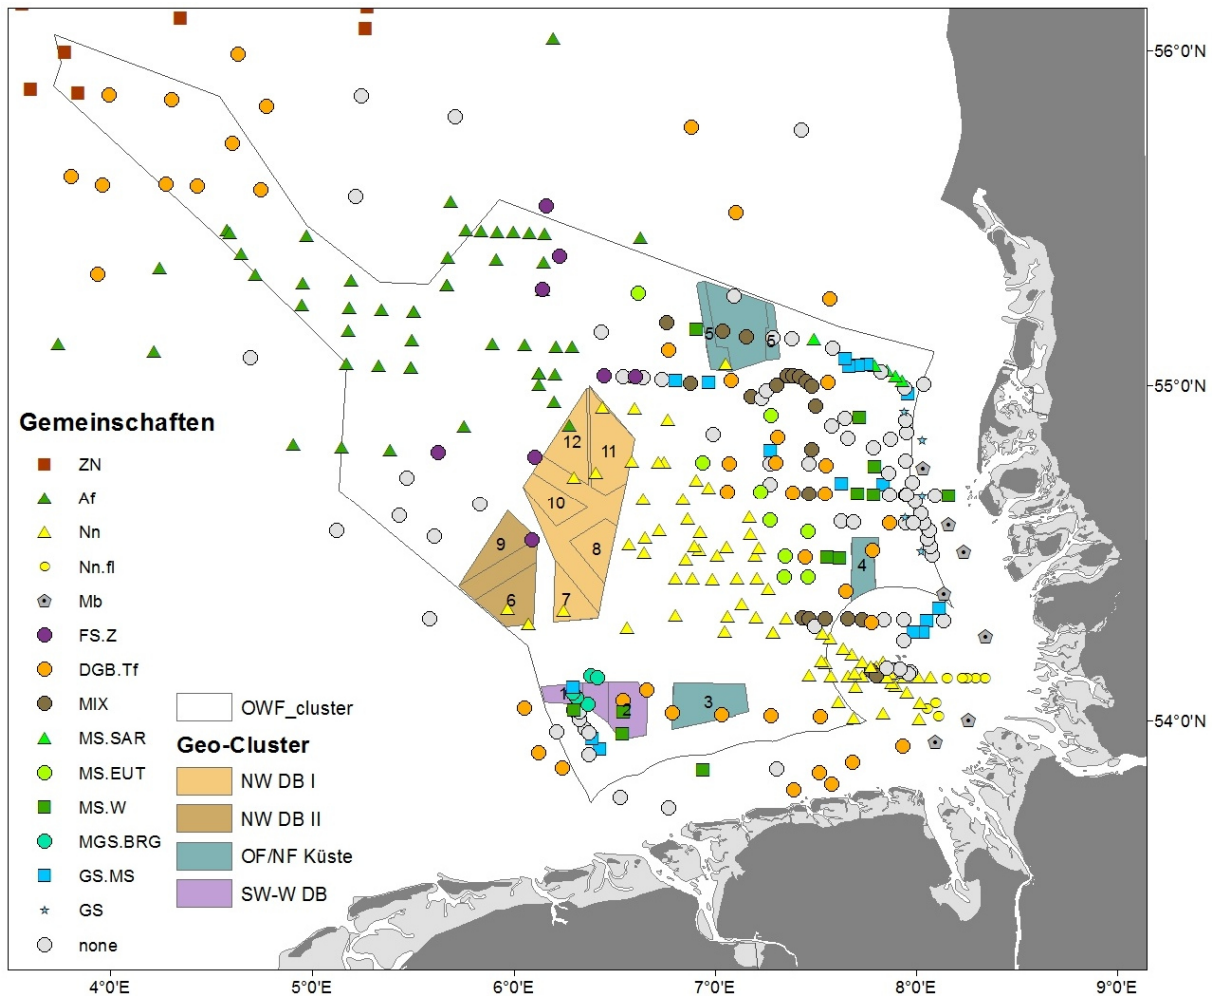 56°0'N
55°0'N
54°0'N
5
5
12
11
10
9
8
4
6
7
1
2
3
Gemeinschaften
ZN
Af
Nn
Nn.fl
Mb
FS.Z
DGB.Tf
MIX
MS.SAR
MS.EUT
MS.W
MGS.BRG
GS.MS
GS
none
OWF_cluster
Geo-Cluster
NW DB I
NW DB II
OF/NF Küste
SW-W DB
4°0'E
5°0'E
6°0'E
7°0'E
8°0'E
9°0'E